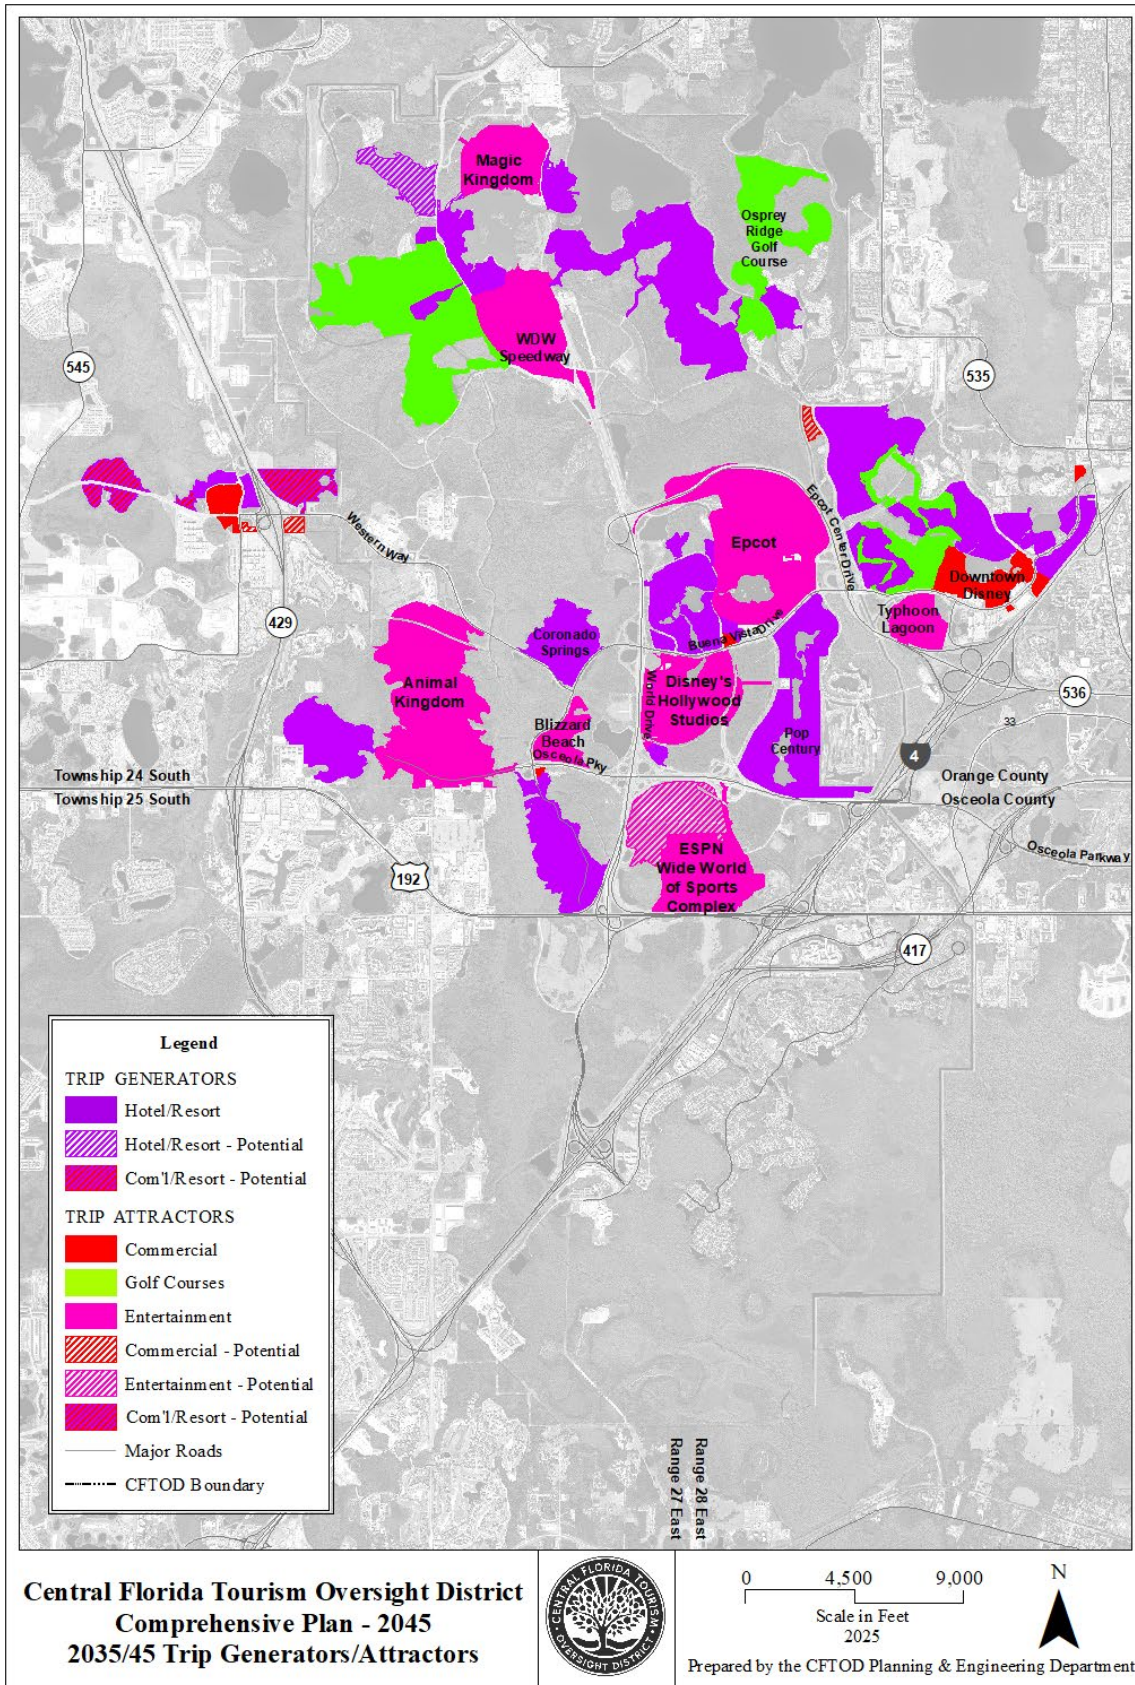 Magic
Kingdom
Osprey
Ridge
Golf
Course
WDW
Speedway
545
535
Western Way
Epcot
Epcot Center Drive
Downtown
Disney
Typhoon
Lagoon
429
Coronado
Springs
Buena Vista Drive
Animal
Kingdom
World Drive
Disney's
Hollywood
Studios
536
33
Blizzard
Beach
Pop
Century
Osceola Pky
4
Township 24 South
Township 25 South
Orange County
Osceola County
Osceola Parkway
192
ESPN
Wide World
of Sports
Complex
417
Legend
TRIP GENERATORS
Hotel/Resort
Hotel/Resort - Potential
Com'l/Resort - Potential
TRIP ATTRACTORS
Commercial
Golf Courses
Entertainment
Commercial - Potential
Entertainment - Potential
Com'l/Resort - Potential
Major Roads
CFTOD Boundary
Range 27 East
Range 28 East
Central Florida Tourism Oversight District
Comprehensive Plan - 2045
2035/45 Trip Generators/Attractors
CENTRAL FLORIDA TOURISM
OVERSIGHT DISTRICT
0 4,500 9,000
Scale in Feet
2025
N
Prepared by the CFTOD Planning & Engineering Department